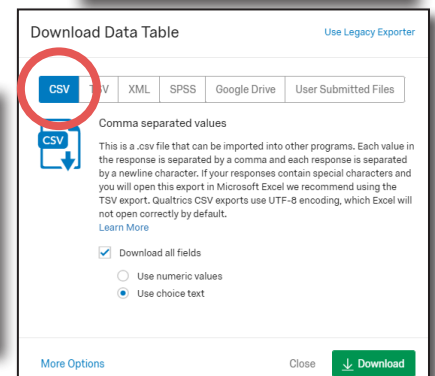 Download Data Table
Use Legacy Exporter
CSV
TSV
XML
SPSS
Google Drive
User Submitted Files
CSV
Comma separated values
This is a .csv file that can be imported into other programs. Each value in
the response is separated by a comma and each response is separated
by a newline character. If your responses contain special characters and
you will open this export in Microsoft Excel we recommend using the
TSV export. Qualtrics CSV exports use UTF-8 encoding, which Excel will
not open correctly by default.
Learn More
Download all fields
Use numeric values
Use choice text
More Options
Close
Download